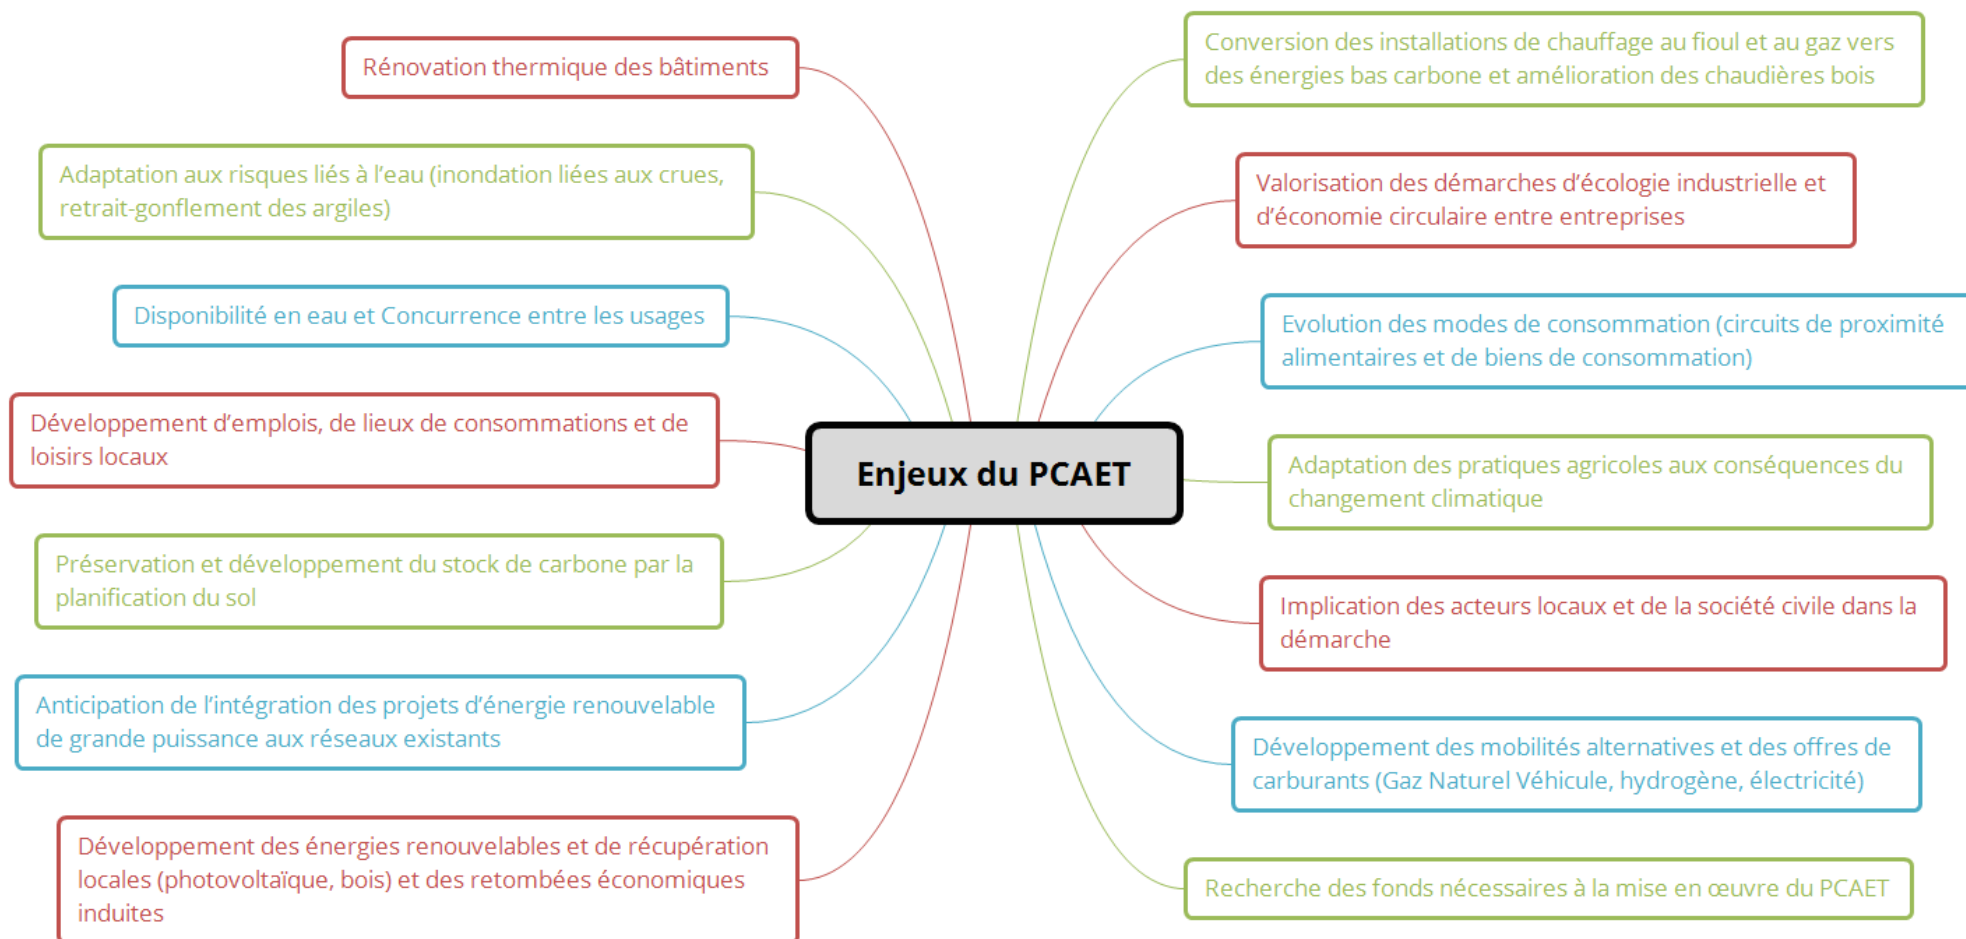 Rénovation thermique des bâtiments
Adaptation aux risques liés à l’eau (inondation liées aux crues,
retrait-gonflement des argiles)
Disponibilité en eau et Concurrence entre les usages
Développement d’emplois, de lieux de consommations et de
loisirs locaux
Préservation et développement du stock de carbone par la
planification du sol
Anticipation de l’intégration des projets d’énergie renouvelable
de grande puissance aux réseaux existants
Développement des énergies renouvelables et de récupération
locales (photovoltaïque, bois) et des retombées économiques
induites
Enjeux du PCAET
Conversion des installations de chauffage au fioul et au gaz vers
des énergies bas carbone et amélioration des chaudières bois
Valorisation des démarches d’écologie industrielle et
d’économie circulaire entre entreprises
Evolution des modes de consommation (circuits de proximité
alimentaires et de biens de consommation)
Adaptation des pratiques agricoles aux conséquences du
changement climatique
Implication des acteurs locaux et de la société civile dans la
démarche
Développement des mobilités alternatives et des offres de
carburants (Gaz Naturel Véhicule, hydrogène, électricité)
Recherche des fonds nécessaires à la mise en œuvre du PCAET